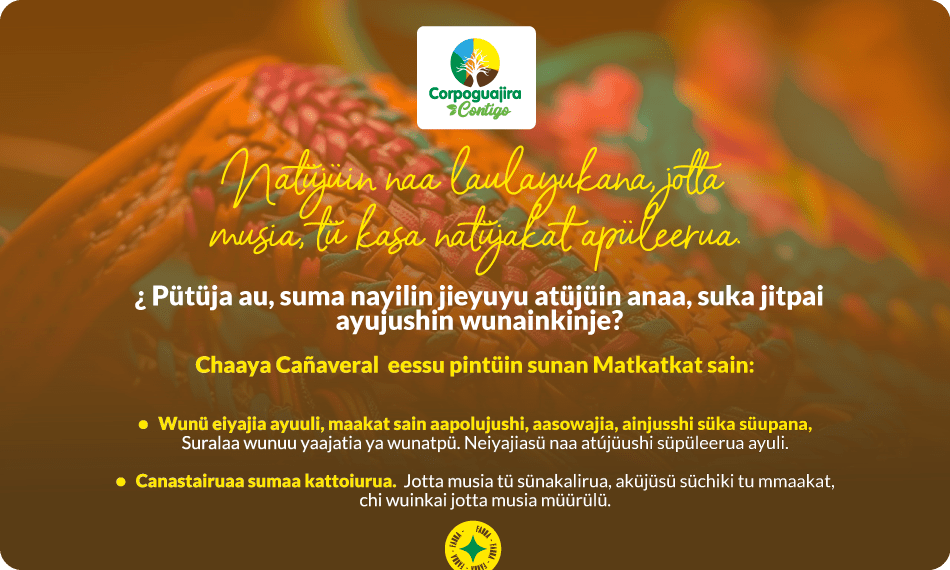 Corpoguajira
Contigo
Natüjüin naa laulayukana, jotta
musia, tü kasa natüjakat apüleerua.
¿ Pütüja au, suma nayilin jieyuyu atüjüin anaa, suka jitpai
ayujushin wunainkinje?
Chaaya Cañaveral eessu pintüin sunan Matkatkat sain:
• Wunü eiyajia ayuuli, maakat sain aapolujushi, aasowajia, ainjusshi süka süupana,
Suralaa wunuu yaajatia ya wunatpü. Neiyajiasü naa atújüushi süpüleerua ayuli.
• Canastairuaa sumaa kattoiurua. Jotta musia tü sünakalirua, aküjüsü süchiki tu mmaakat,
chi wuinkai jotta musia müürülü.